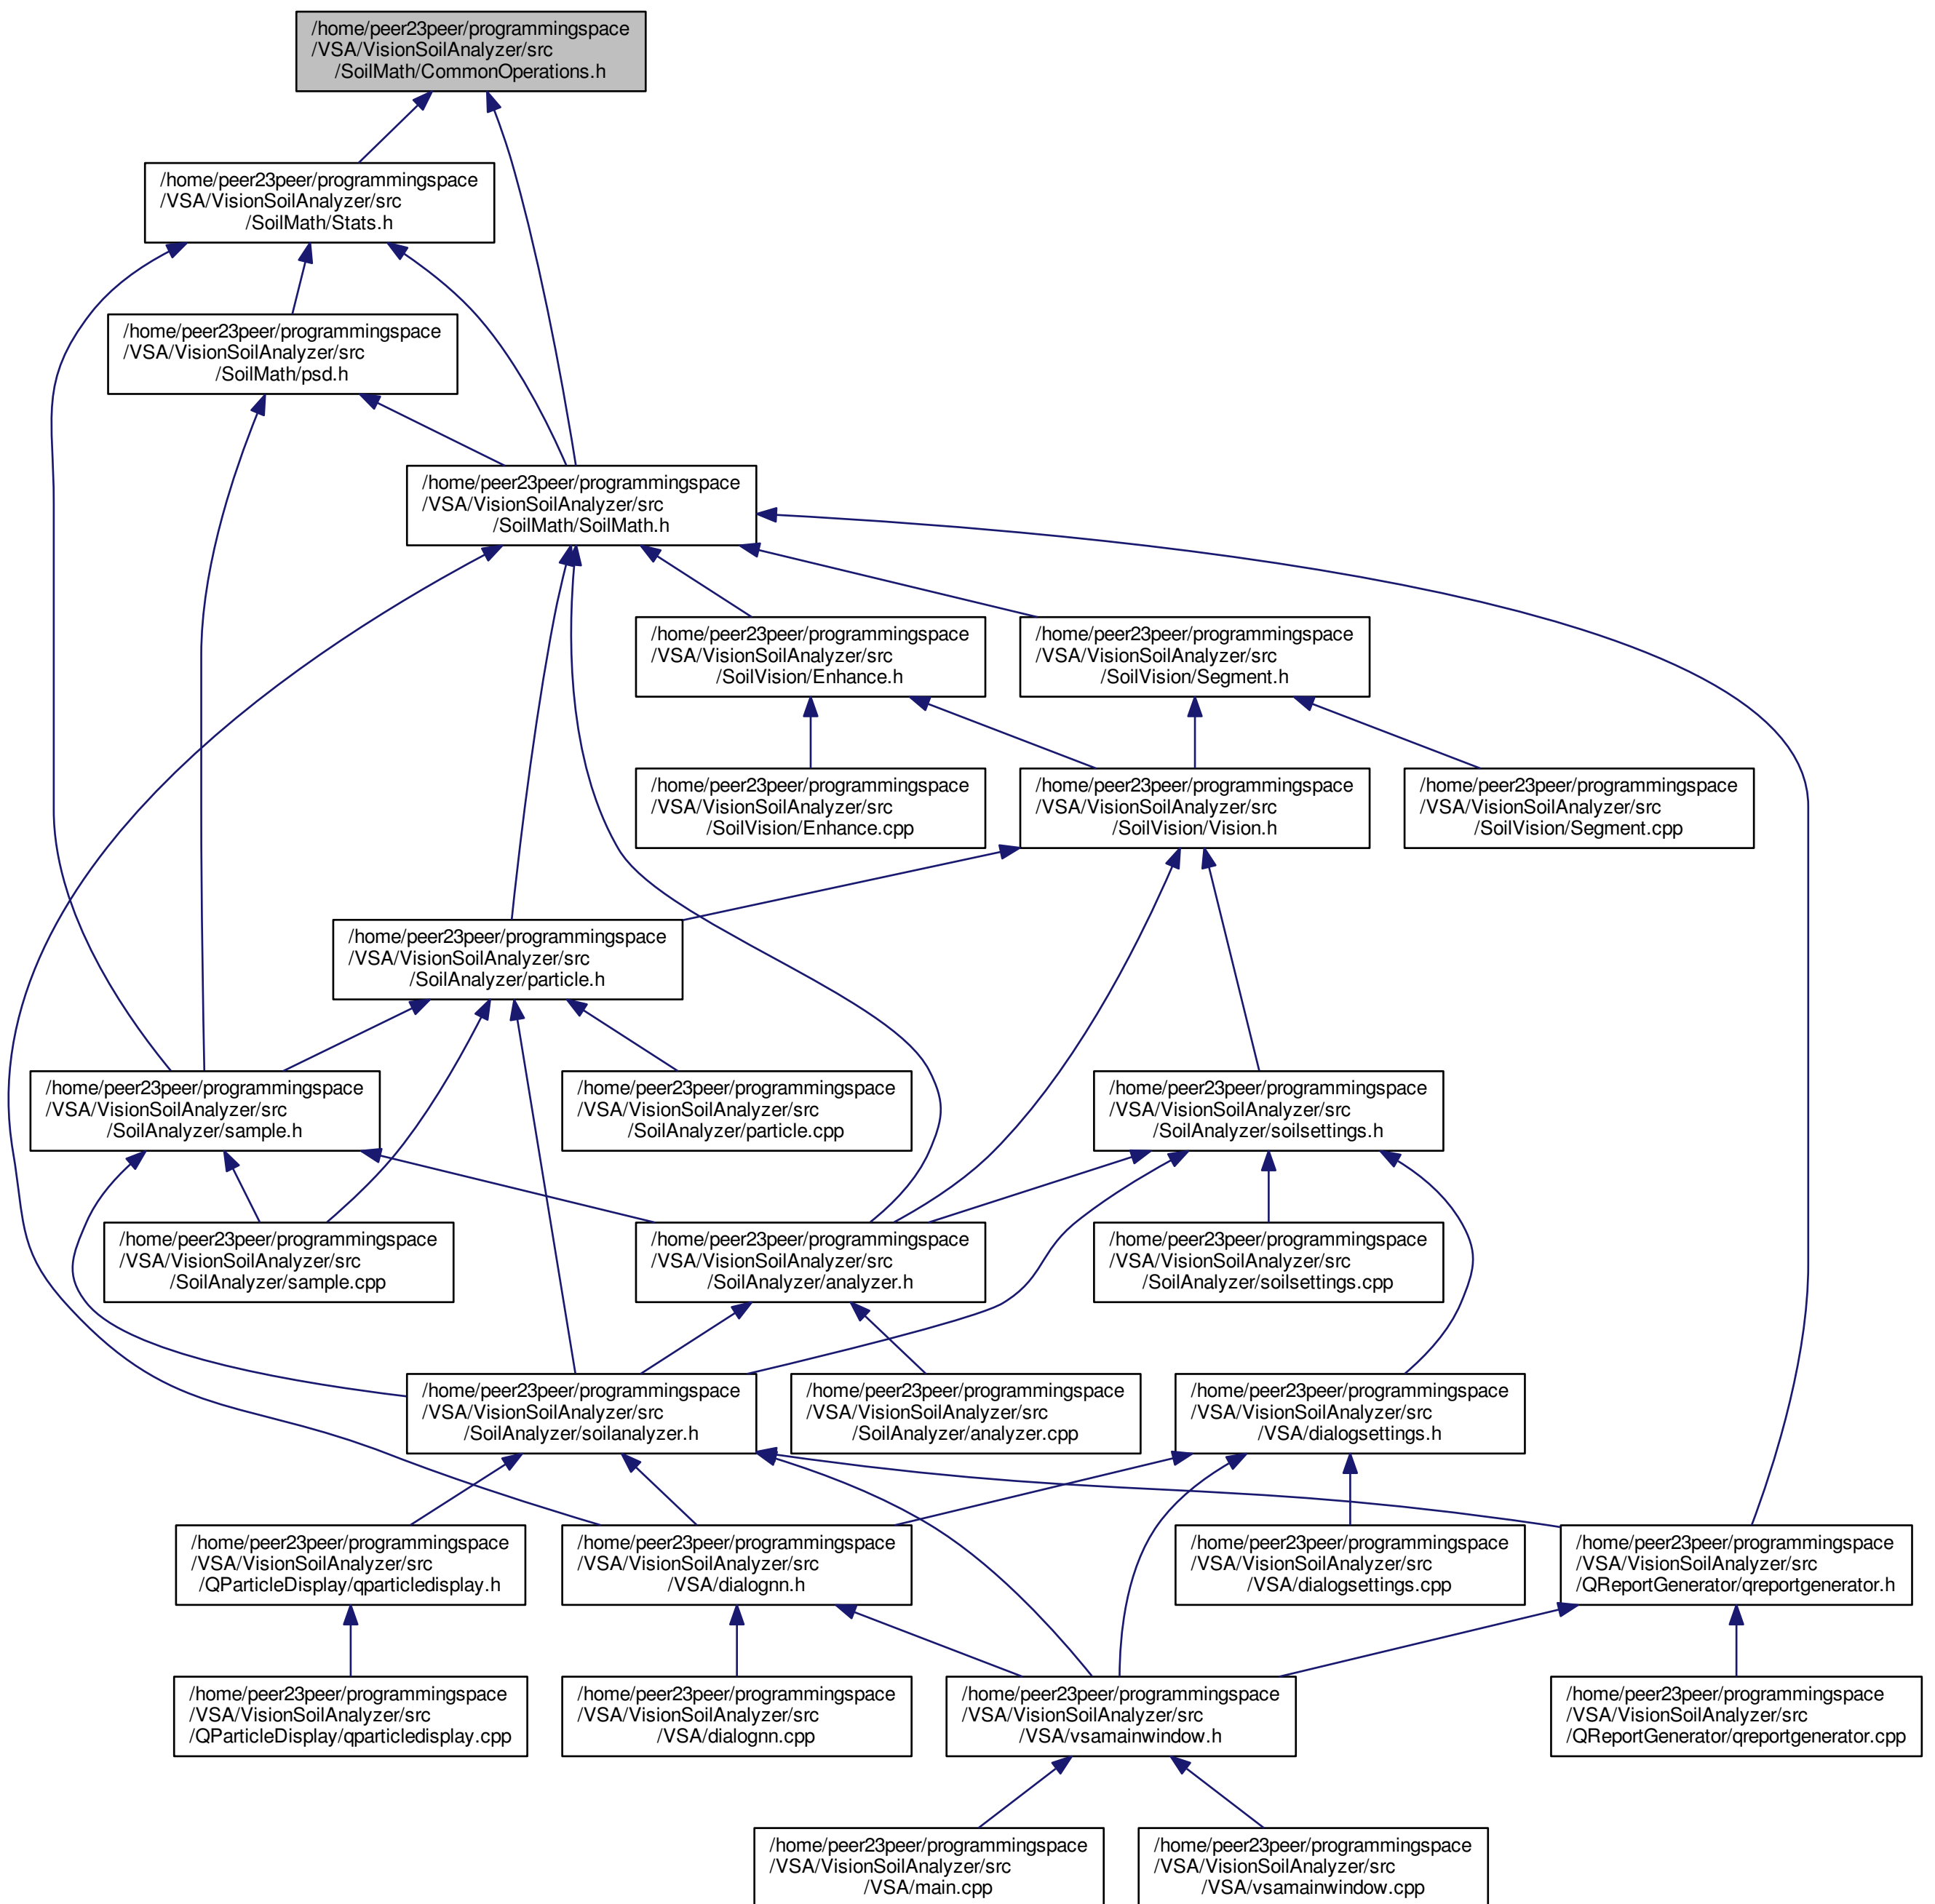 /home/peer23peer/programmingspace
/VSA/VisionSoilAnalyzer/src
/SoilMath/CommonOperations.h
/home/peer23peer/programmingspace
/VSA/VisionSoilAnalyzer/src
/SoilMath/Stats.h
/home/peer23peer/programmingspace
/VSA/VisionSoilAnalyzer/src
/SoilMath/psd.h
/home/peer23peer/programmingspace
/VSA/VisionSoilAnalyzer/src
/SoilMath/SoilMath.h
/home/peer23peer/programmingspace
/VSA/VisionSoilAnalyzer/src
/SoilVision/Enhance.h
/home/peer23peer/programmingspace
/VSA/VisionSoilAnalyzer/src
/SoilVision/Segment.h
/home/peer23peer/programmingspace
/VSA/VisionSoilAnalyzer/src
/SoilVision/Enhance.cpp
/home/peer23peer/programmingspace
/VSA/VisionSoilAnalyzer/src
/SoilVision/Vision.h
/home/peer23peer/programmingspace
/VSA/VisionSoilAnalyzer/src
/SoilVision/Segment.cpp
/home/peer23peer/programmingspace
/VSA/VisionSoilAnalyzer/src
/SoilAnalyzer/particle.h
/home/peer23peer/programmingspace
/VSA/VisionSoilAnalyzer/src
/SoilAnalyzer/sample.h
/home/peer23peer/programmingspace
/VSA/VisionSoilAnalyzer/src
/SoilAnalyzer/particle.cpp
/home/peer23peer/programmingspace
/VSA/VisionSoilAnalyzer/src
/SoilAnalyzer/soilsettings.h
/home/peer23peer/programmingspace
/VSA/VisionSoilAnalyzer/src
/SoilAnalyzer/sample.cpp
/home/peer23peer/programmingspace
/VSA/VisionSoilAnalyzer/src
/SoilAnalyzer/analyzer.h
/home/peer23peer/programmingspace
/VSA/VisionSoilAnalyzer/src
/SoilAnalyzer/soilsettings.cpp
/home/peer23peer/programmingspace
/VSA/VisionSoilAnalyzer/src
/SoilAnalyzer/soilanalyzer.h
/home/peer23peer/programmingspace
/VSA/VisionSoilAnalyzer/src
/SoilAnalyzer/analyzer.cpp
/home/peer23peer/programmingspace
/VSA/VisionSoilAnalyzer/src
/VSA/dialogsettings.h
/home/peer23peer/programmingspace
/VSA/VisionSoilAnalyzer/src
/QParticleDisplay/qparticledisplay.h
/home/peer23peer/programmingspace
/VSA/VisionSoilAnalyzer/src
/VSA/dialognn.h
/home/peer23peer/programmingspace
/VSA/VisionSoilAnalyzer/src
/VSA/dialogsettings.cpp
/home/peer23peer/programmingspace
/VSA/VisionSoilAnalyzer/src
/QReportGenerator/qreportgenerator.h
/home/peer23peer/programmingspace
/VSA/VisionSoilAnalyzer/src
/QParticleDisplay/qparticledisplay.cpp
/home/peer23peer/programmingspace
/VSA/VisionSoilAnalyzer/src
/VSA/dialognn.cpp
/home/peer23peer/programmingspace
/VSA/VisionSoilAnalyzer/src
/VSA/vsamainwindow.h
/home/peer23peer/programmingspace
/VSA/VisionSoilAnalyzer/src
/QReportGenerator/qreportgenerator.cpp
/home/peer23peer/programmingspace
/VSA/VisionSoilAnalyzer/src
/VSA/main.cpp
/home/peer23peer/programmingspace
/VSA/VisionSoilAnalyzer/src
/VSA/vsamainwindow.cpp